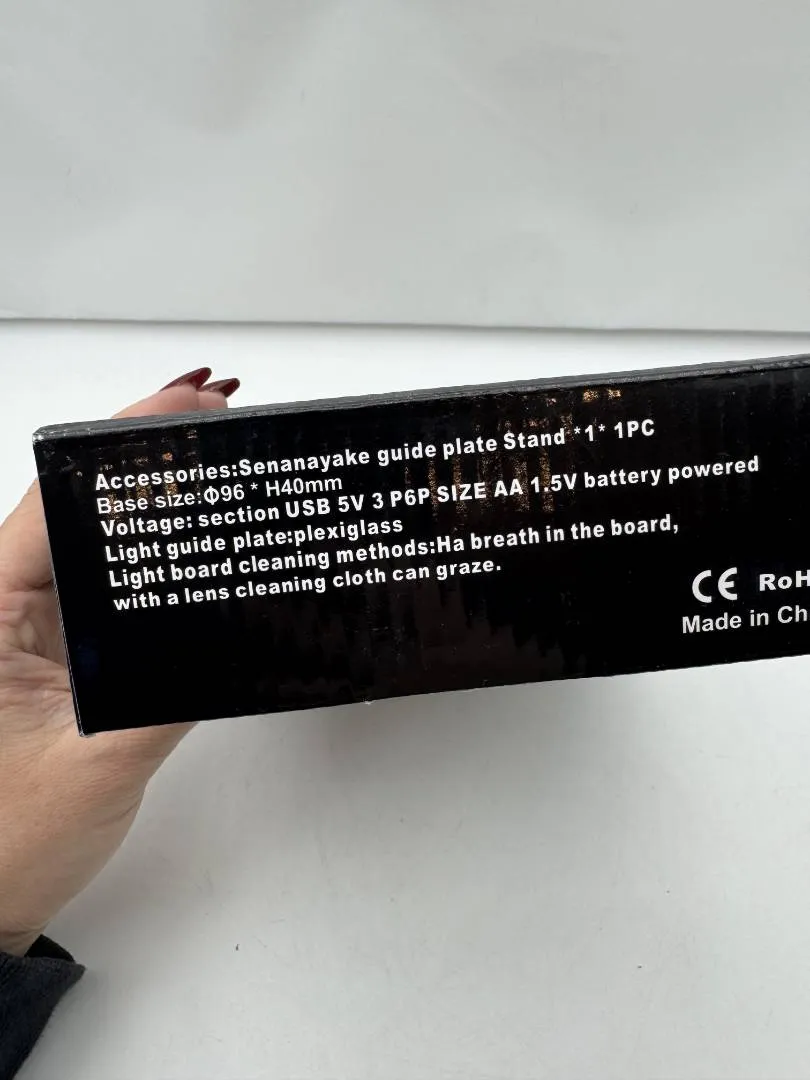 Accessories:Senanayake guide plate Stand *1* 1PC
Base size:Φ96 * H40mm
Voltage: section USB 5V 3 P6P SIZE AA 1.5V battery powered
Light guide plate:plexiglass
Light board cleaning methods:Ha breath in the board,
with a lens cleaning cloth can graze.
CE RoH
Made in Ch